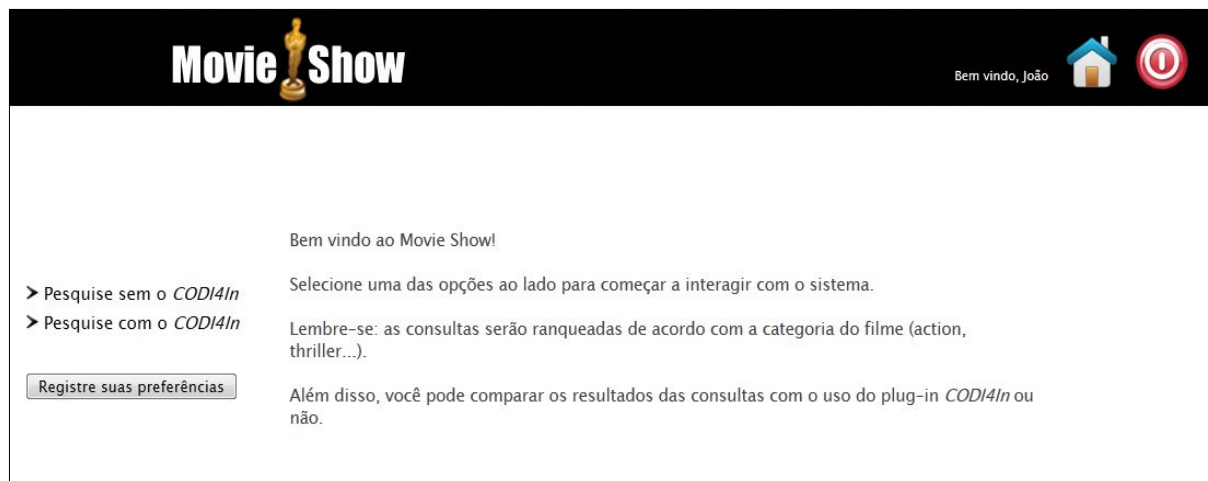 Movie Show
Bem vindo, João
Bem vindo ao Movie Show!
Selecione uma das opções ao lado para começar a interagir com o sistema.
> Pesquise sem o CODI4In
> Pesquise com o CODI4In
Lembre-se: as consultas serão ranqueadas de acordo com a categoria do filme (action,
thriller...).
Registre suas preferências
Além disso, você pode comparar os resultados das consultas com o uso do plug-in CODI4In ou
não.